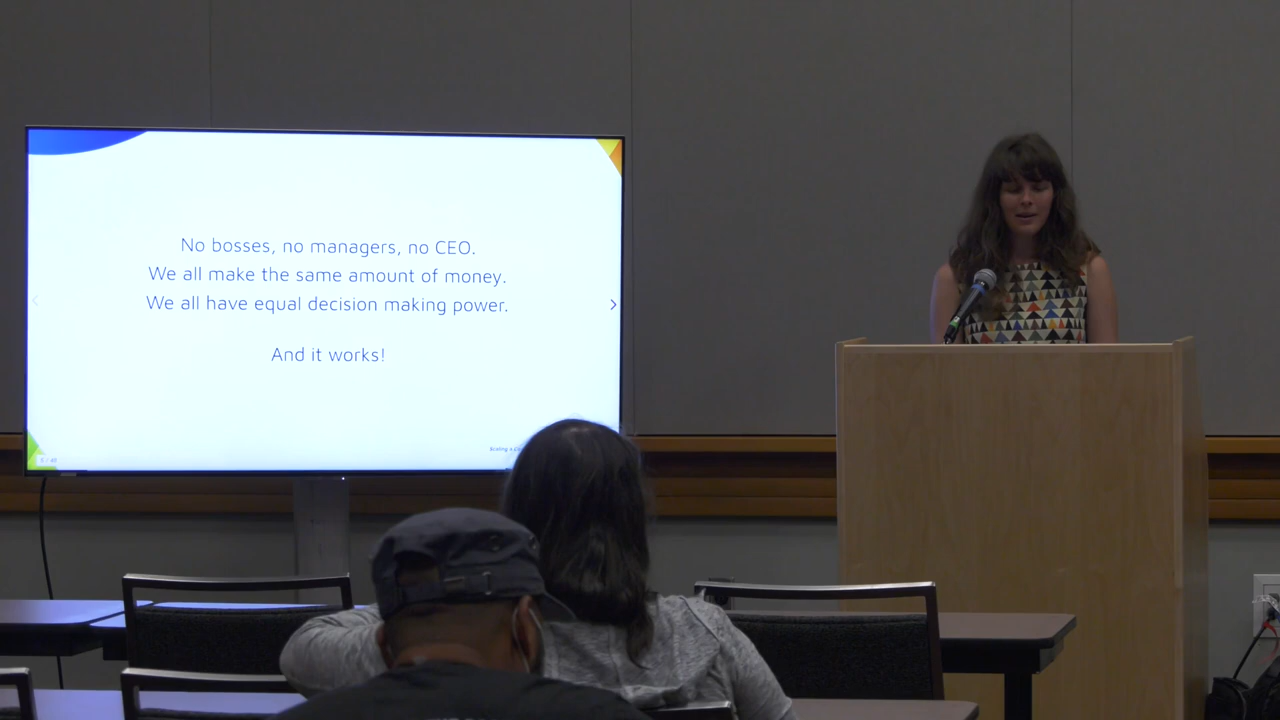 No bosses, no managers, no CEO.
We all make the same amount of money.
We all have equal decision making power.
And it works!
Scaling a